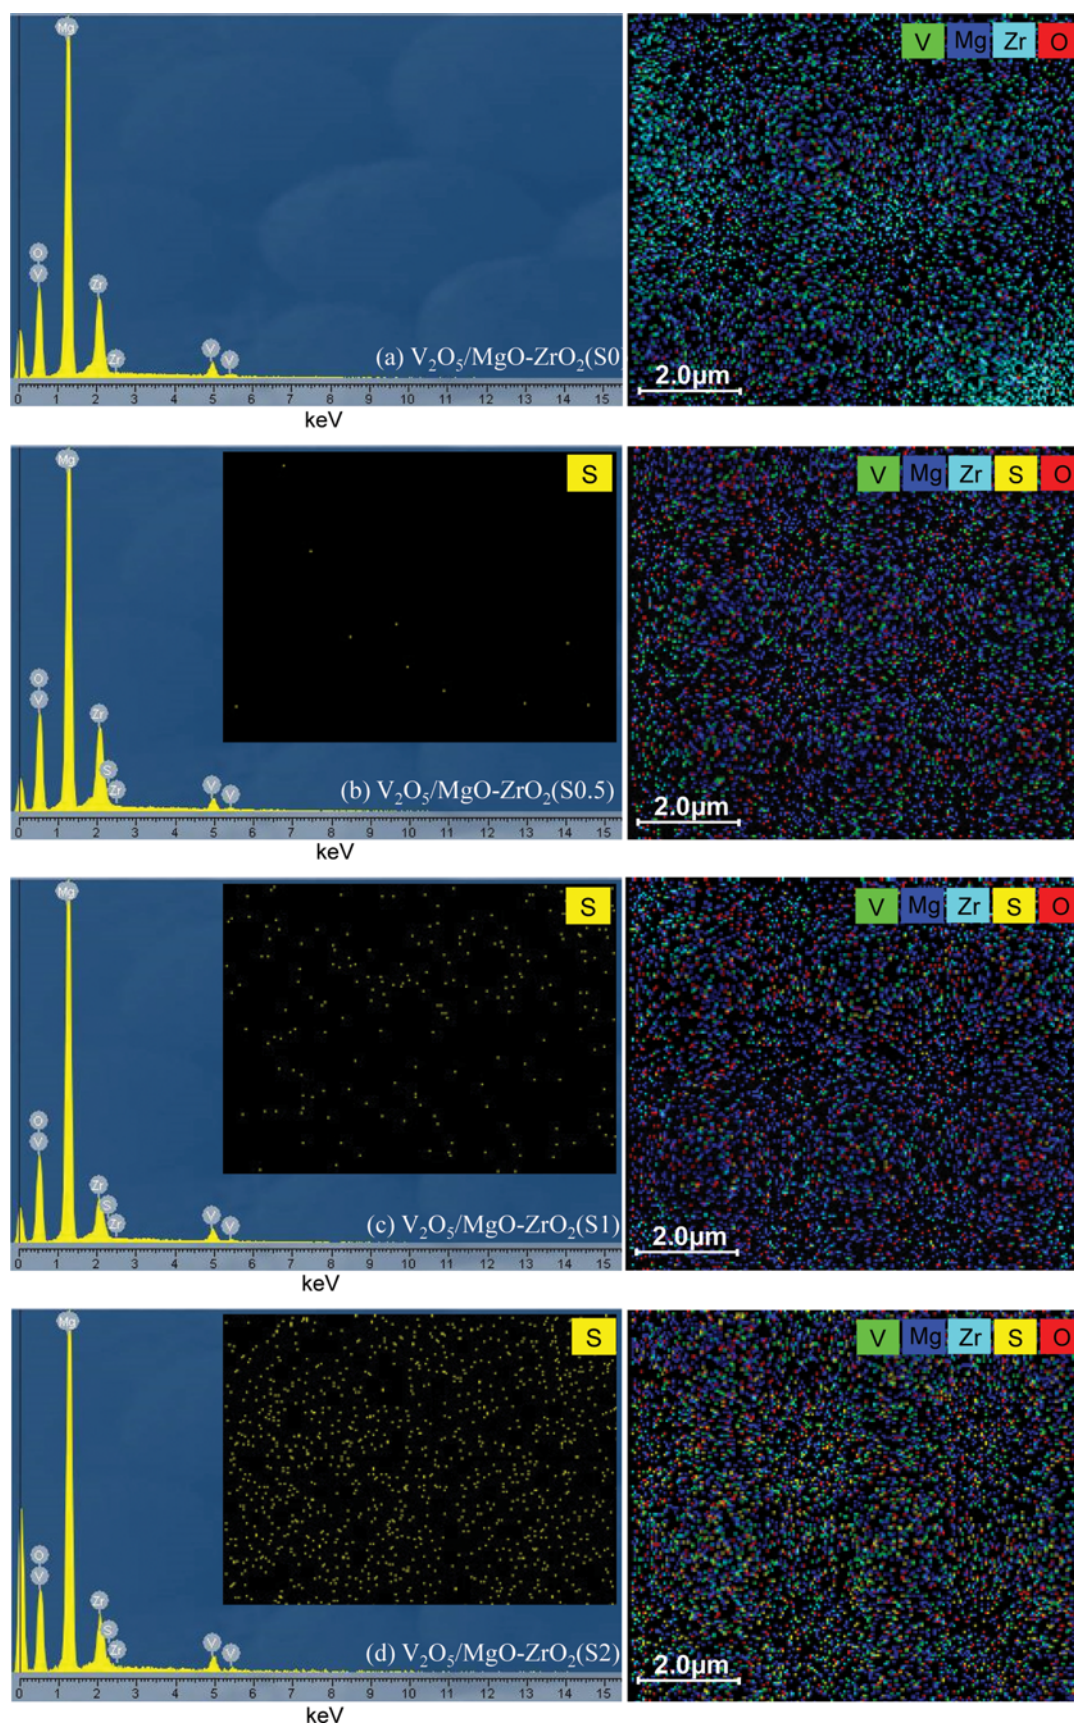 Mg
V Mg Zr O
O
V
Zr
Zr
V
V
(a) V₂O₅/MgO-ZrO₂(S0)
2.0μm
0 1 2 3 4 5 6 7 8 9 10 11 12 13 14 15
keV
Mg
S
V Mg Zr S O
O
V
Zr
S
Zr
V
V
(b) V₂O₅/MgO-ZrO₂(S0.5)
2.0μm
0 1 2 3 4 5 6 7 8 9 10 11 12 13 14 15
keV
Mg
S
V Mg Zr S O
O
V
Zr
S
Zr
V
V
(c) V₂O₅/MgO-ZrO₂(S1)
2.0μm
0 1 2 3 4 5 6 7 8 9 10 11 12 13 14 15
keV
Mg
S
V Mg Zr S O
O
V
Zr
S
Zr
V
V
(d) V₂O₅/MgO-ZrO₂(S2)
2.0μm
0 1 2 3 4 5 6 7 8 9 10 11 12 13 14 15
keV